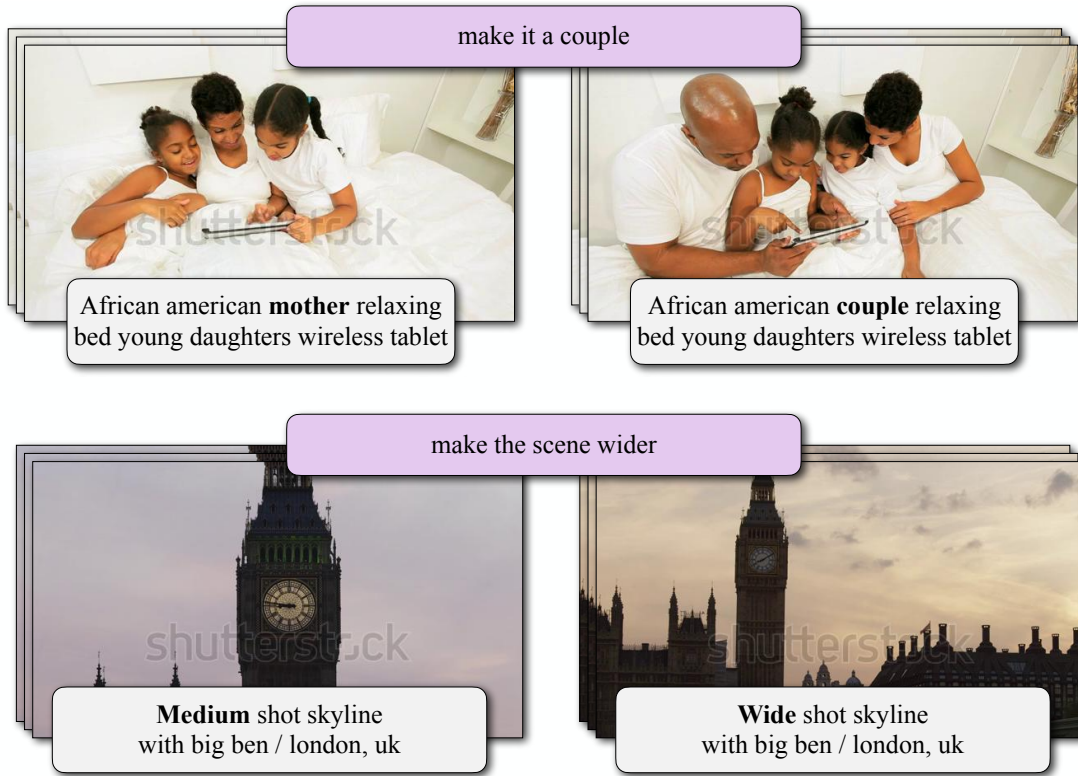 make it a couple
shutterstock
shutterstock
African american mother relaxing
bed young daughters wireless tablet
African american couple relaxing
bed young daughters wireless tablet
make the scene wider
shutterstock
shutterstock
Medium shot skyline
with big ben / london, uk
Wide shot skyline
with big ben / london, uk